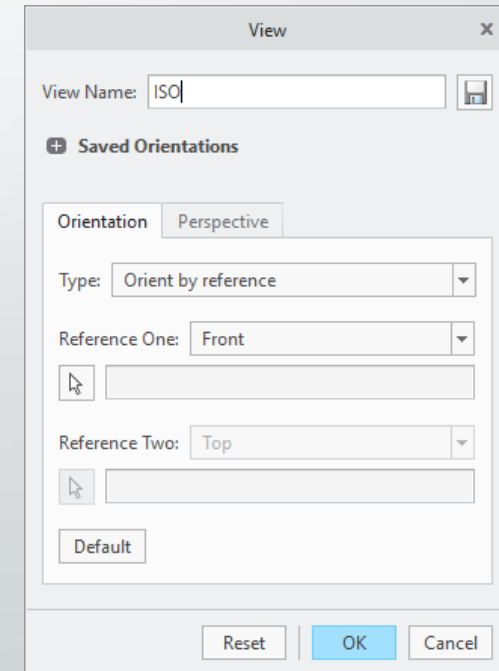 View x
View Name: ISO
Saved Orientations
Orientation Perspective
Type: Orient by reference
Reference One: Front
Reference Two: Top
Default
Reset OK Cancel